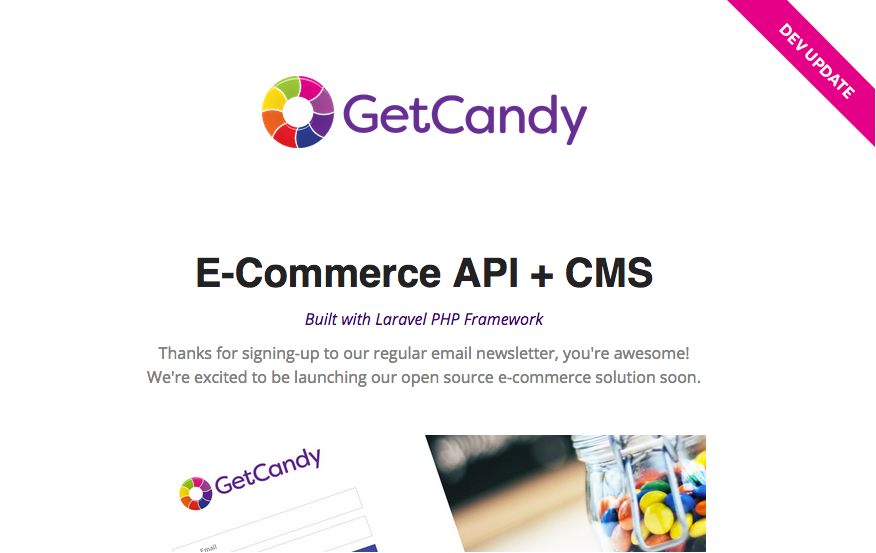 DEV UPDATE
GetCandy
E-Commerce API + CMS
Built with Laravel PHP Framework
Thanks for signing-up to our regular email newsletter, you're awesome!
We're excited to be launching our open source e-commerce solution soon.
GetCandy
Email